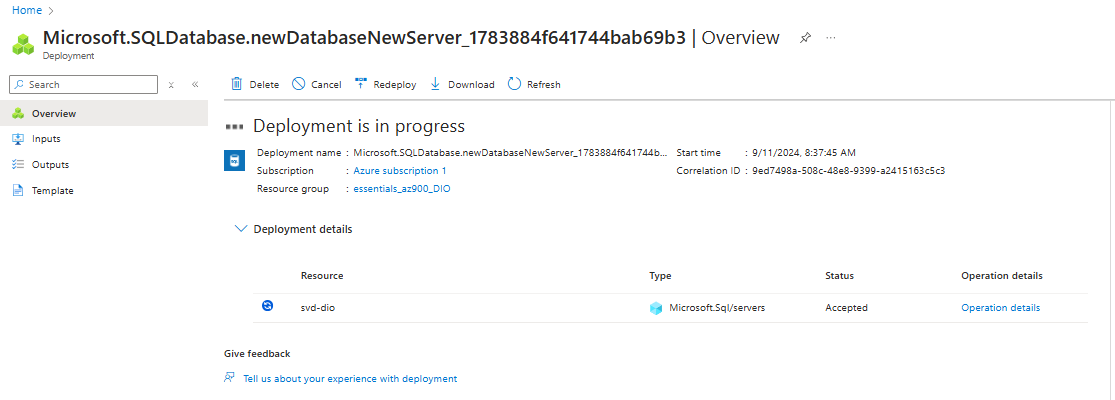 Home
Microsoft.SQLDatabase.newDatabaseNewServer_1783884f641744bab69b3 | Overview
Deployment
Search
Delete Cancel Redeploy Download Refresh
Overview
Inputs
Outputs
Template
Deployment is in progress
Deployment name : Microsoft.SQLDatabase.newDatabaseNewServer_1783884f641744b... Start time : 9/11/2024, 8:37:45 AM
Subscription : Azure subscription 1 Correlation ID : 9ed7498a-508c-48e8-9399-a2415163c5c3
Resource group : essentials_az900_DIO
Deployment details
Resource Type Status Operation details
svd-dio Microsoft.Sql/servers Accepted Operation details
Give feedback
Tell us about your experience with deployment